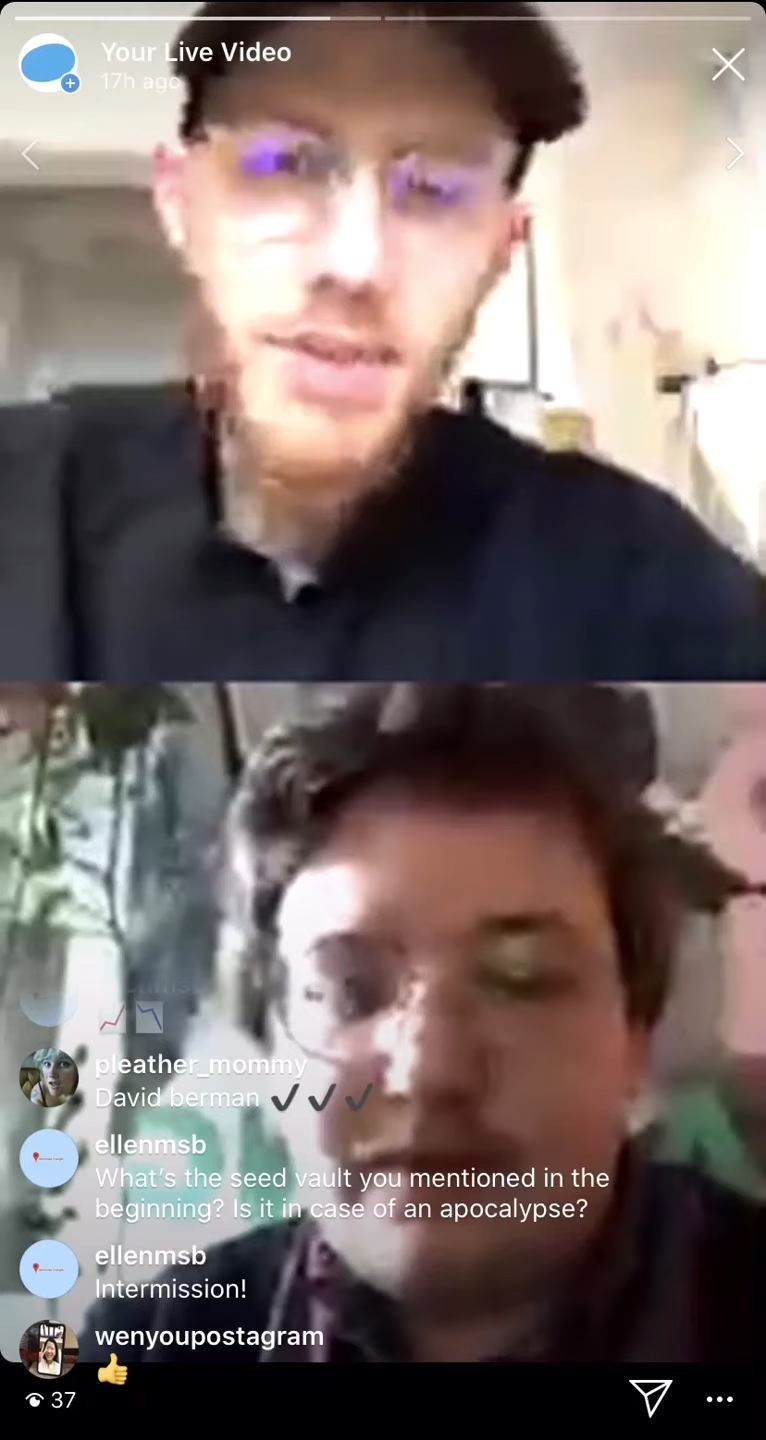 Your Live Video
17h ago
pleather_mommy
David berman ✔✔✔
ellenmsb
What's the seed vault you mentioned in the
beginning? Is it in case of an apocalypse?
ellenmsb
Intermission!
wenyoupostagram
👍
37